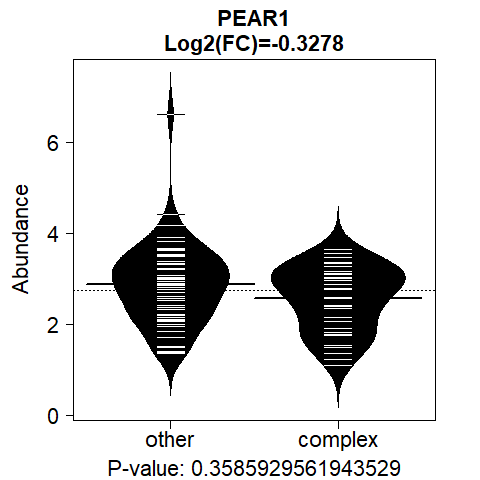 PEAR1
Log2(FC)=-0.3278
Abundance
6
4
2
0
other complex
P-value: 0.3585929561943529